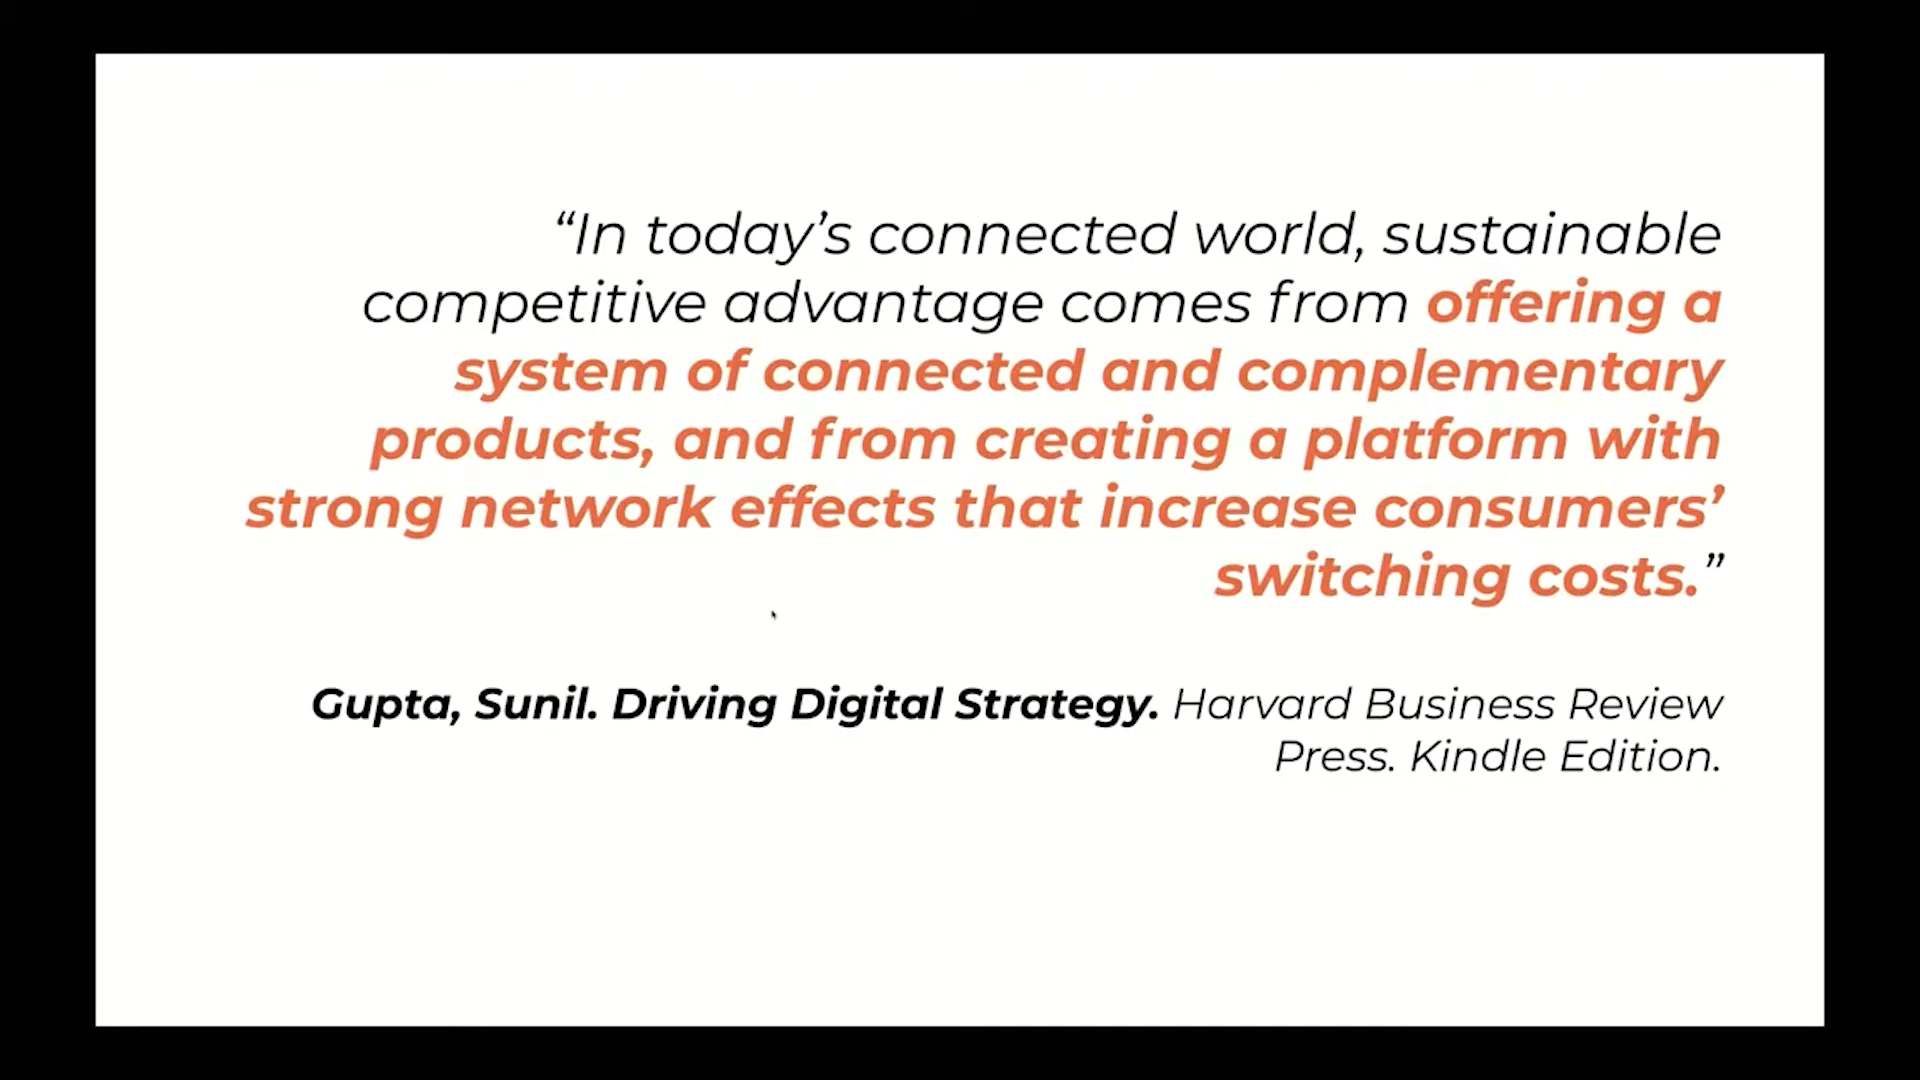 “In today’s connected world, sustainable
competitive advantage comes from offering a
system of connected and complementary
products, and from creating a platform with
strong network effects that increase consumers’
switching costs.”
Gupta, Sunil. Driving Digital Strategy. Harvard Business Review
Press. Kindle Edition.